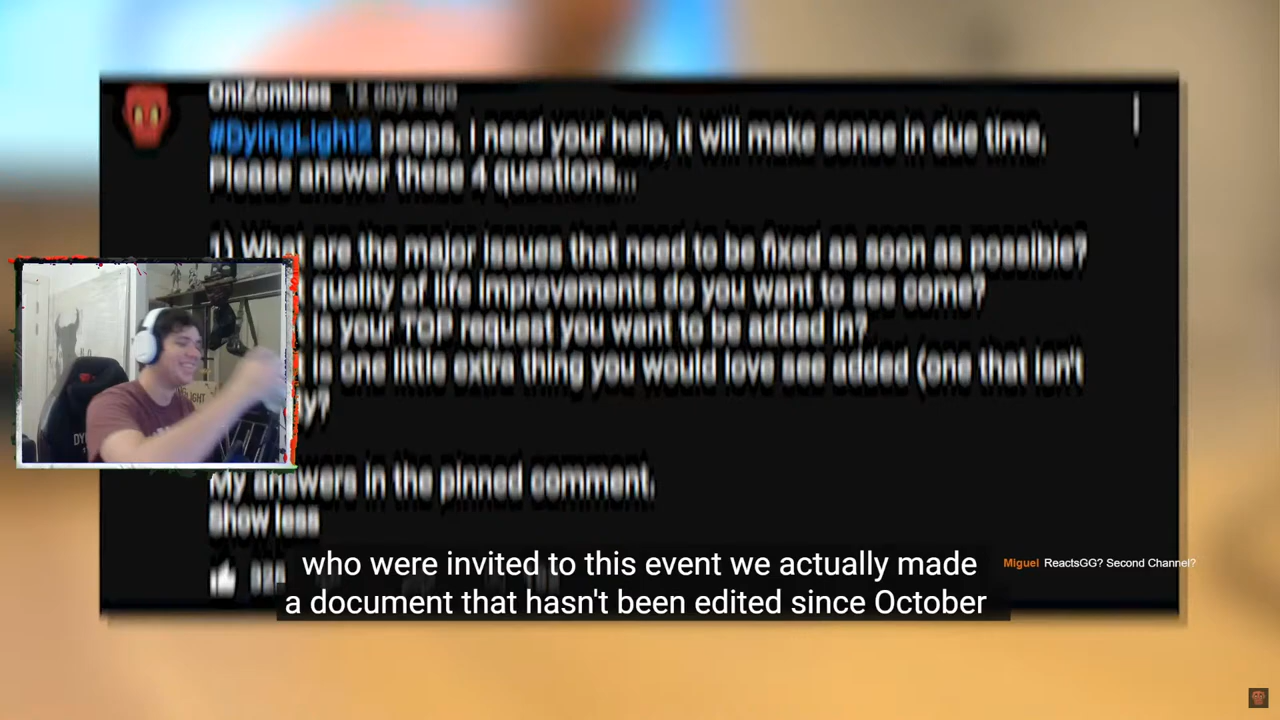 OniZombies 18 days ago
#DyingLight2 peeps, I need your help, it will make sense in due time.
Please answer these 4 questions...
1) What are the major issues that need to be fixed as soon as possible?
quality of life improvements do you want to see come?
is your TOP request you want to be added in?
is one little extra thing you would love see added (one that isn't
My answers in the pinned comment.
Show less
who were invited to this event we actually made
a document that hasn't been edited since October
Miguel ReactsGG? Second Channel?